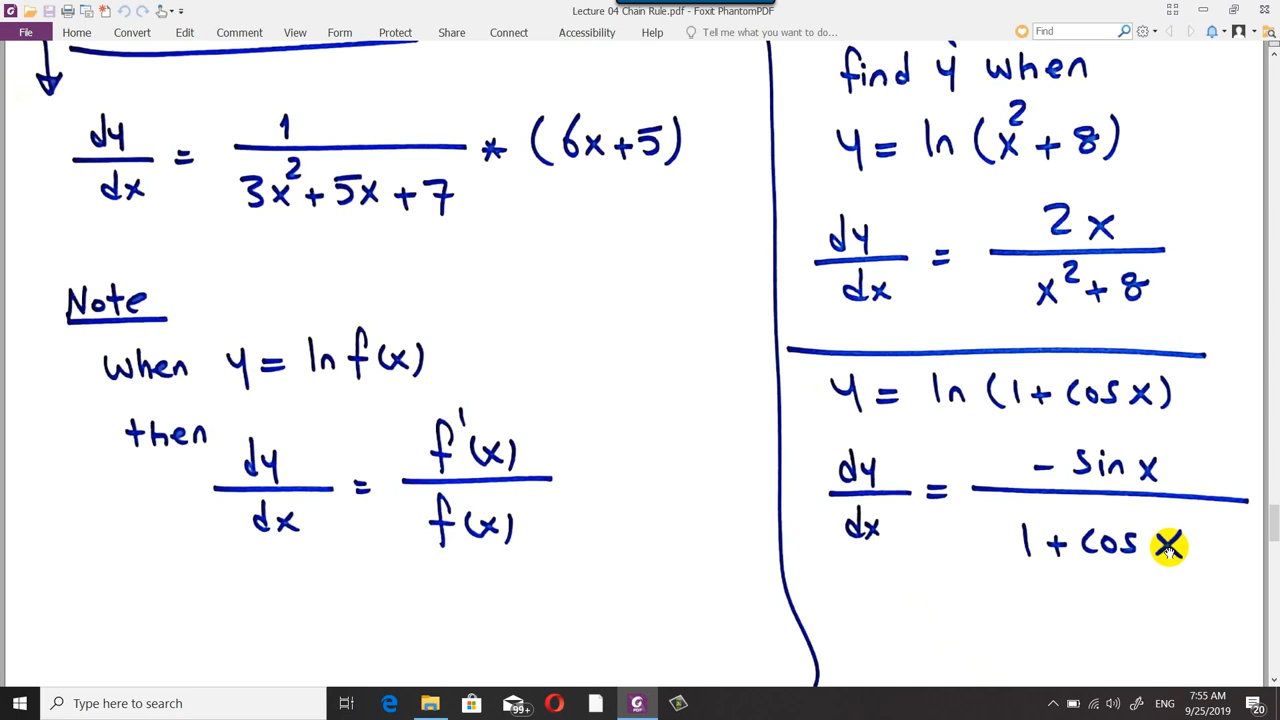 Lecture 04 Chain Rule.pdf - Foxit PhantomPDF
File Home Convert Edit Comment View Form Protect Share Connect Accessibility Help Tell me what you want to do... Find
dy/dx = 1/(3x²+5x+7) * (6x+5)
Note
when y = ln f(x)
then dy/dx = f'(x)/f(x)
find y' when
y = ln (x²+8)
dy/dx = 2x/(x²+8)
y = ln (1+cosx)
dy/dx = -sin x/(1+cos x)
Type here to search
99+
ENG
7:55 AM
9/25/2019
20